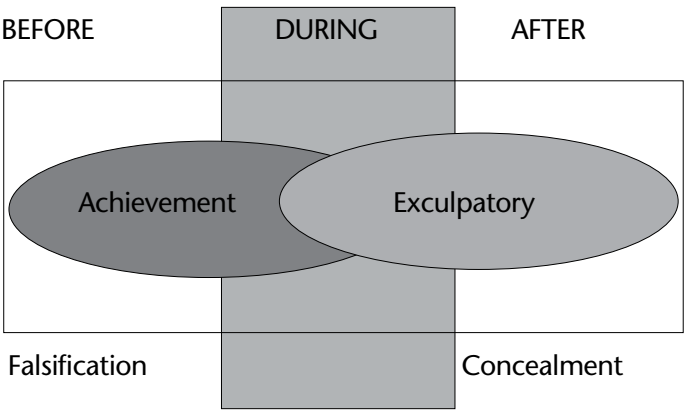 BEFORE DURING AFTER
Achievement Exculpatory
Falsification Concealment